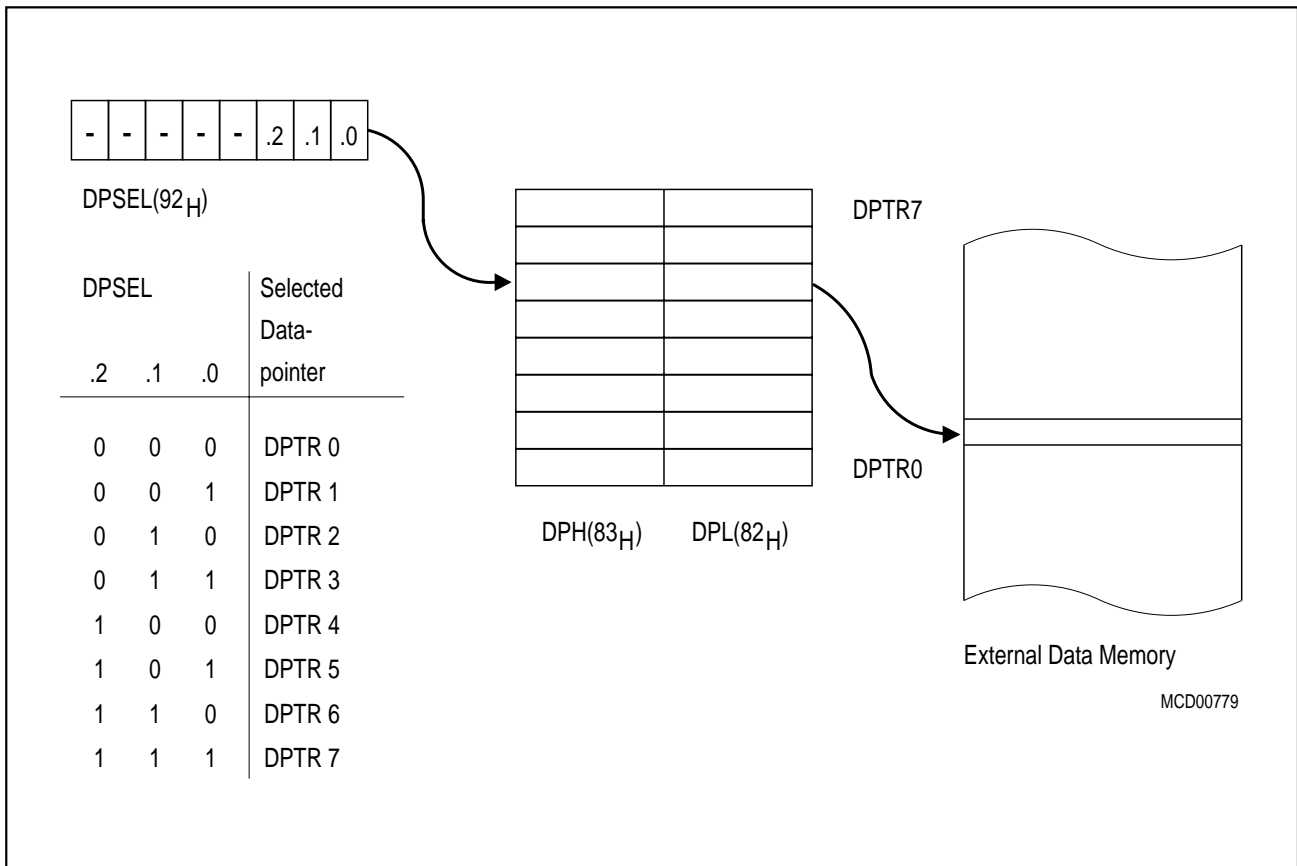 - - - - - .2 .1 .0
DPSEL(92H)
DPSEL Selected
Data-
.2 .1 .0 pointer
0 0 0 DPTR 0
0 0 1 DPTR 1
0 1 0 DPTR 2
0 1 1 DPTR 3
1 0 0 DPTR 4
1 0 1 DPTR 5
1 1 0 DPTR 6
1 1 1 DPTR 7
DPTR7
DPTR0
DPH(83H) DPL(82H)
External Data Memory
MCD00779